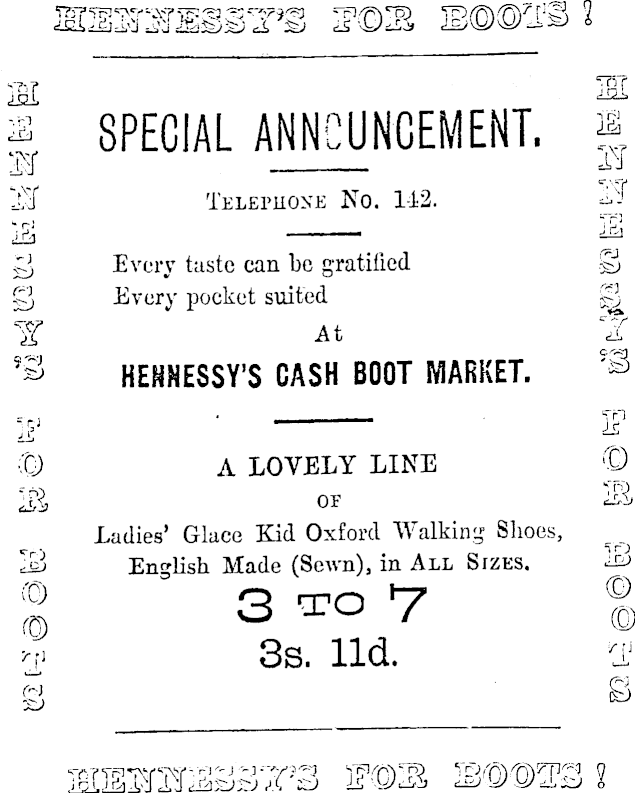 HENNESSY'S FOR BOOTS!
HENNESSY'S FOR BOOTS
SPECIAL ANNOUNCEMENT.
TELEPHONE No. 142.
Every taste can be gratified
Every pocket suited
At
HENNESSY'S CASH BOOT MARKET.
A LOVELY LINE
OF
Ladies' Glace Kid Oxford Walking Shoes,
English Made (Sewn), in ALL SIZES.
3 TO 7
3s. 11d.
HENNESSY'S FOR BOOTS
HENNESSY'S FOR BOOTS!